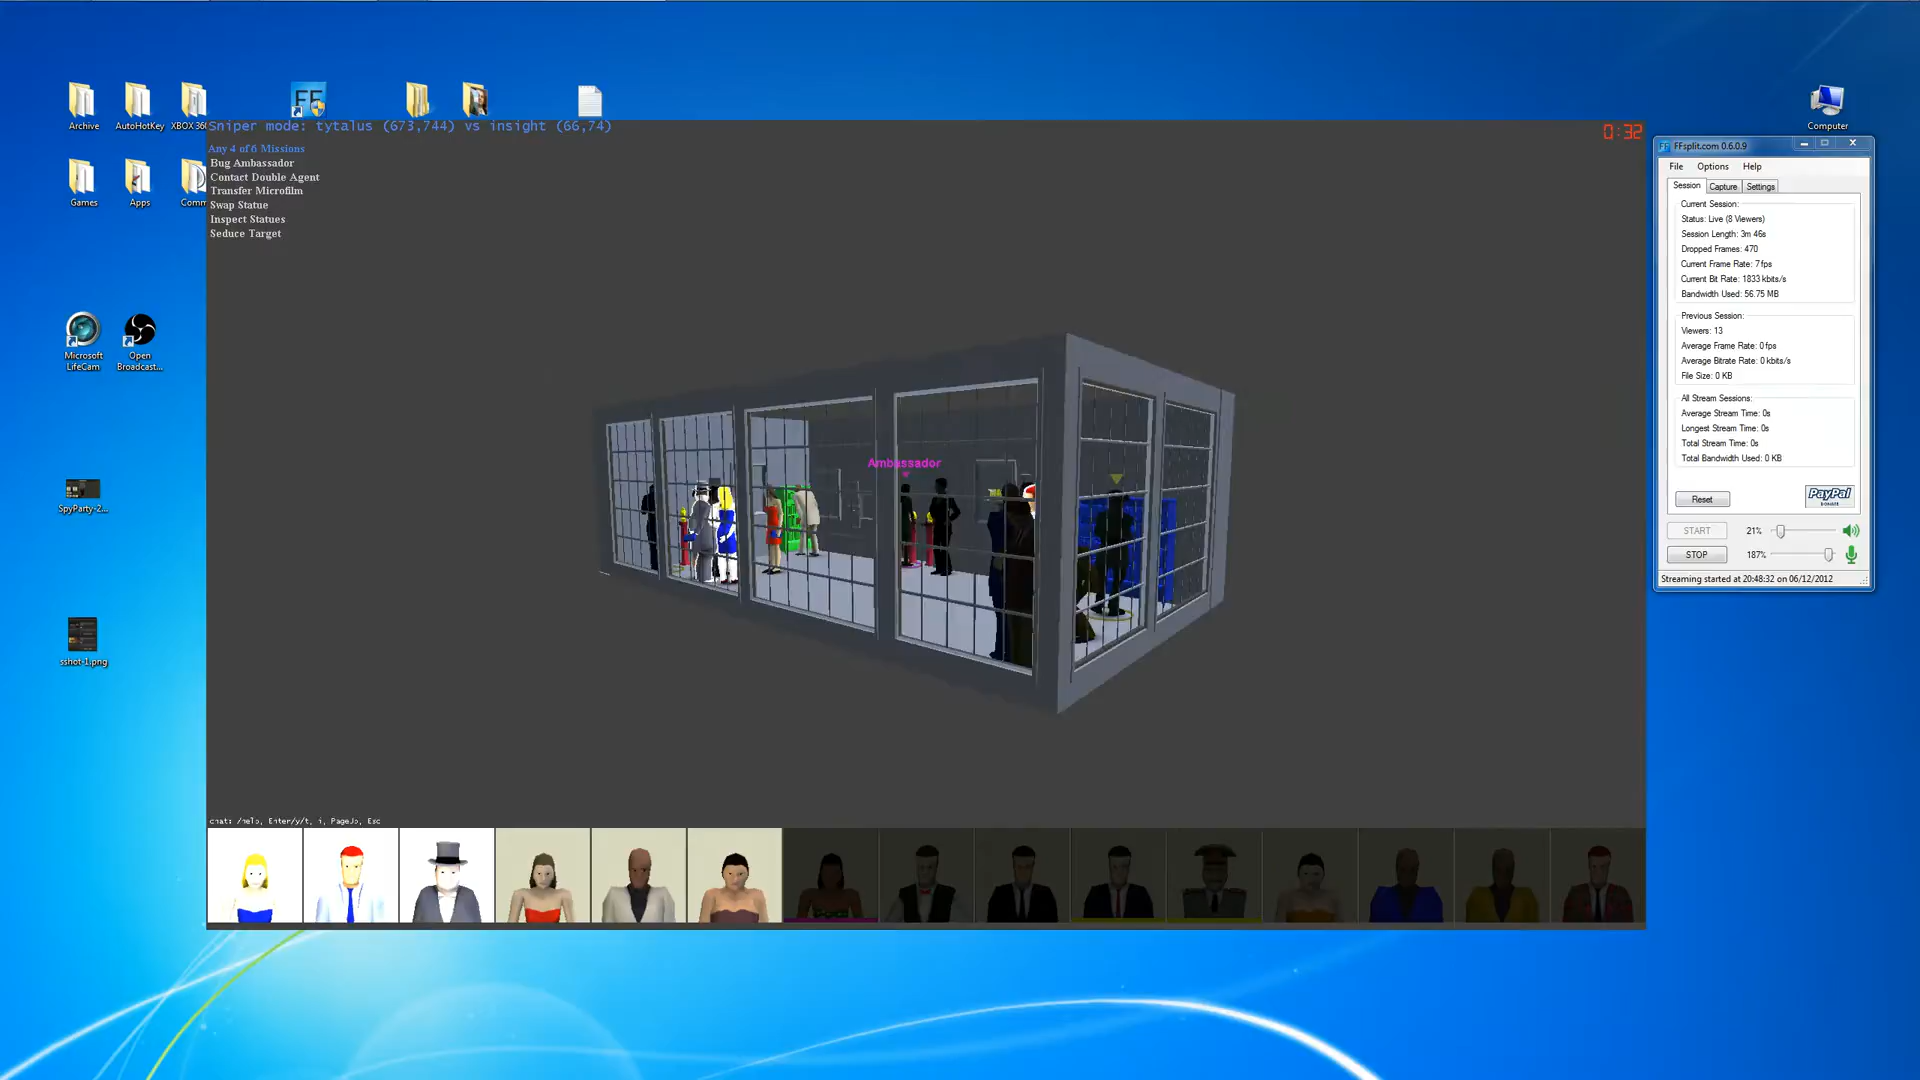 Archive
AutoHotKey
XBOX 360
FF
Computer
Sniper mode: tytalus (673,744) vs insight (66,74)
0:32
Any 4 of 6 Missions
Bug Ambassador
Contact Double Agent
Transfer Microfilm
Swap Statue
Inspect Statues
Seduce Target
Games
Apps
Comm
Microsoft LifeCam
Open Broadcast...
SpyParty-2...
sshot-1.png
Ambassador
chat: /help, Enter/y/t, i, PageUp, Esc
FFsplit.com 0.6.0.9
File Options Help
Session Capture Settings
Current Session:
Status: Live (8 Viewers)
Session Length: 3m 46s
Dropped Frames: 470
Current Frame Rate: 7 fps
Current Bit Rate: 1833 kbits/s
Bandwidth Used: 56.75 MB
Previous Session:
Viewers: 13
Average Frame Rate: 0 fps
Average Bitrate Rate: 0 kbits/s
File Size: 0 KB
All Stream Sessions:
Average Stream Time: 0s
Longest Stream Time: 0s
Total Stream Time: 0s
Total Bandwidth Used: 0 KB
Reset
PayPal
DONATE
START 21%
STOP 187%
Streaming started at 20:48:32 on 06/12/2012